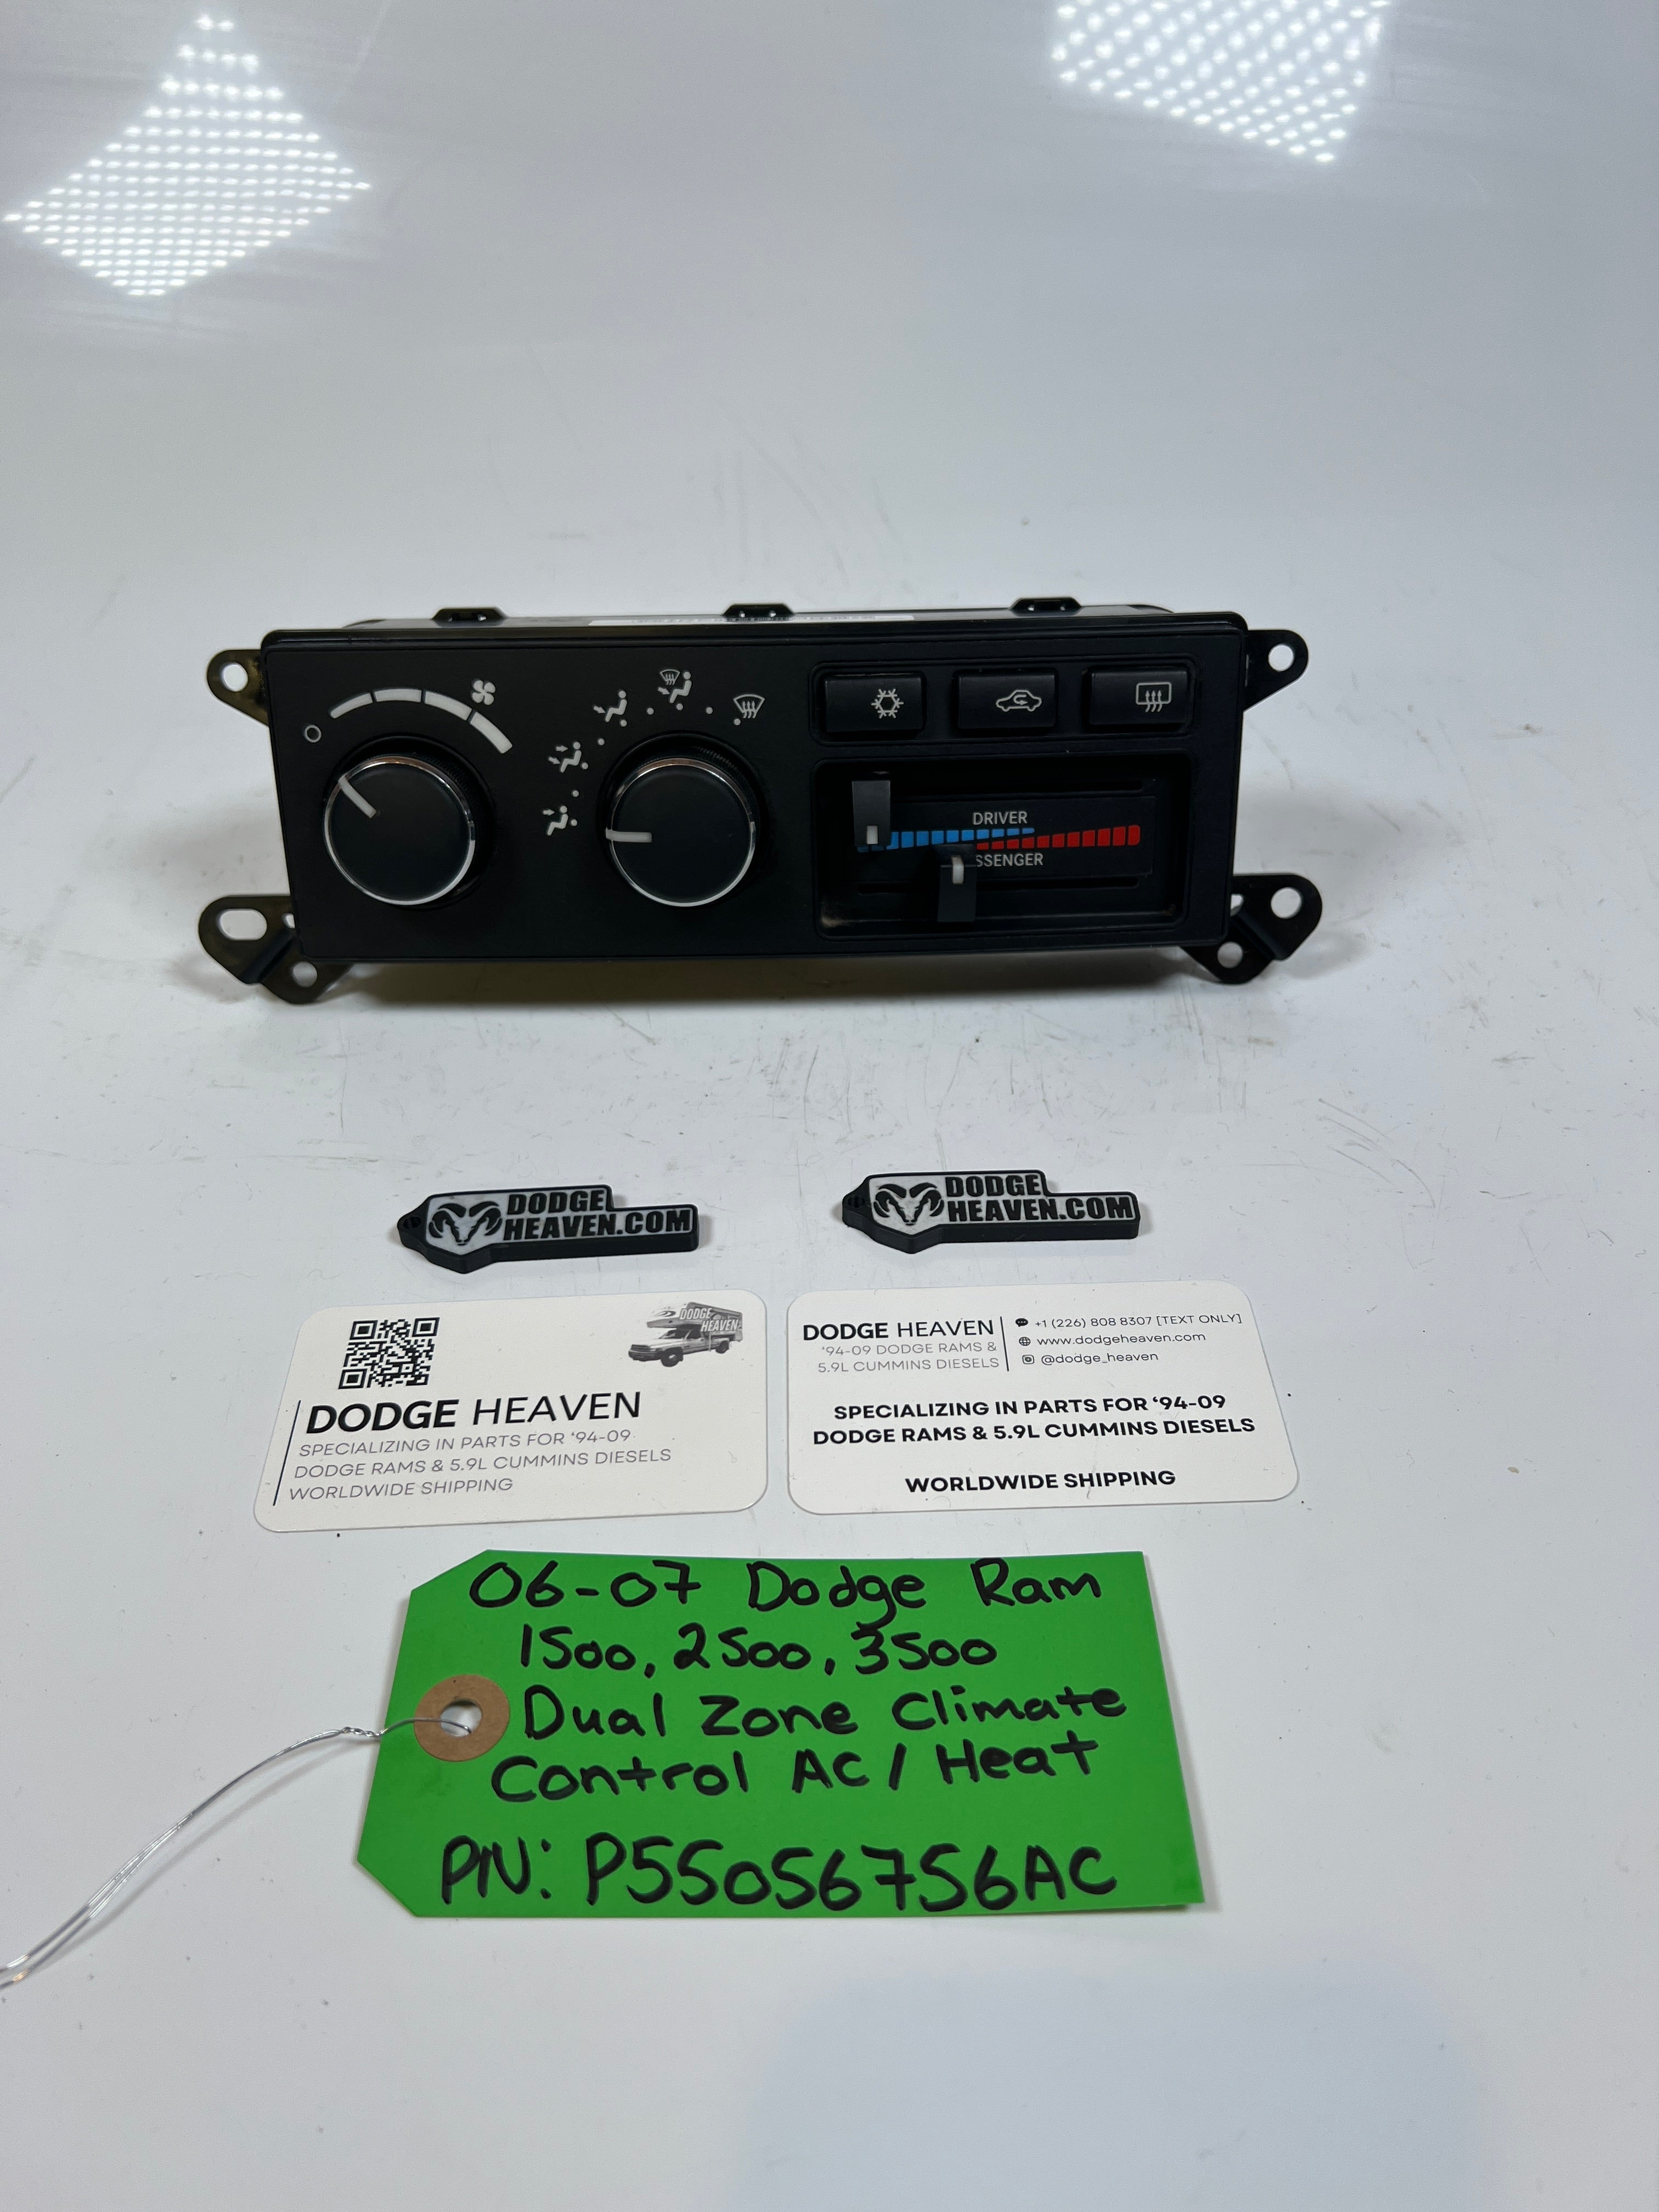 DRIVER
SSENGER
DODGE
HEAVEN.COM
DODGE
HEAVEN.COM
DODGE
HEAVEN
DODGE HEAVEN
SPECIALIZING IN PARTS FOR ‘94-09
DODGE RAMS & 5.9L CUMMINS DIESELS
WORLDWIDE SHIPPING
DODGE HEAVEN
‘94-09 DODGE RAMS &
5.9L CUMMINS DIESELS
+1 (226) 808 8307 [TEXT ONLY]
www.dodgeheaven.com
@dodge_heaven
SPECIALIZING IN PARTS FOR ‘94-09
DODGE RAMS & 5.9L CUMMINS DIESELS
WORLDWIDE SHIPPING
06-07 Dodge Ram
1500, 2500, 3500
Dual Zone Climate
Control AC / Heat
PN: P55056756AC